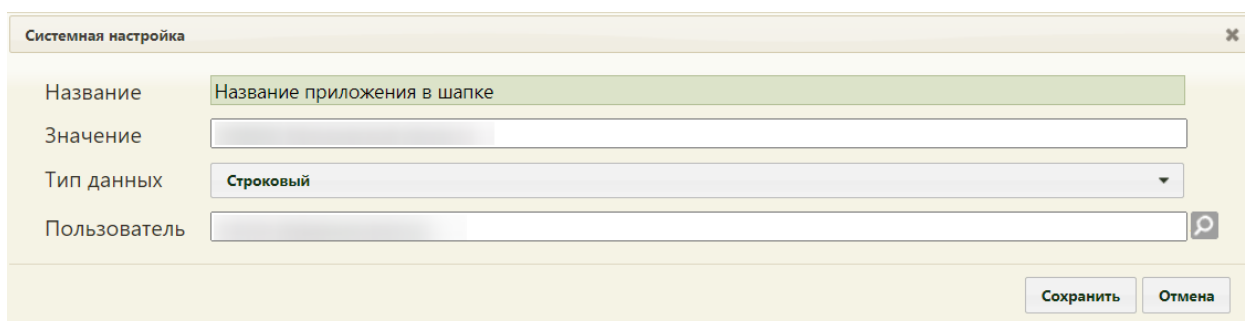 Системная настройка
Название Название приложения в шапке
Значение
Тип данных Строковый
Пользователь
Сохранить Отмена